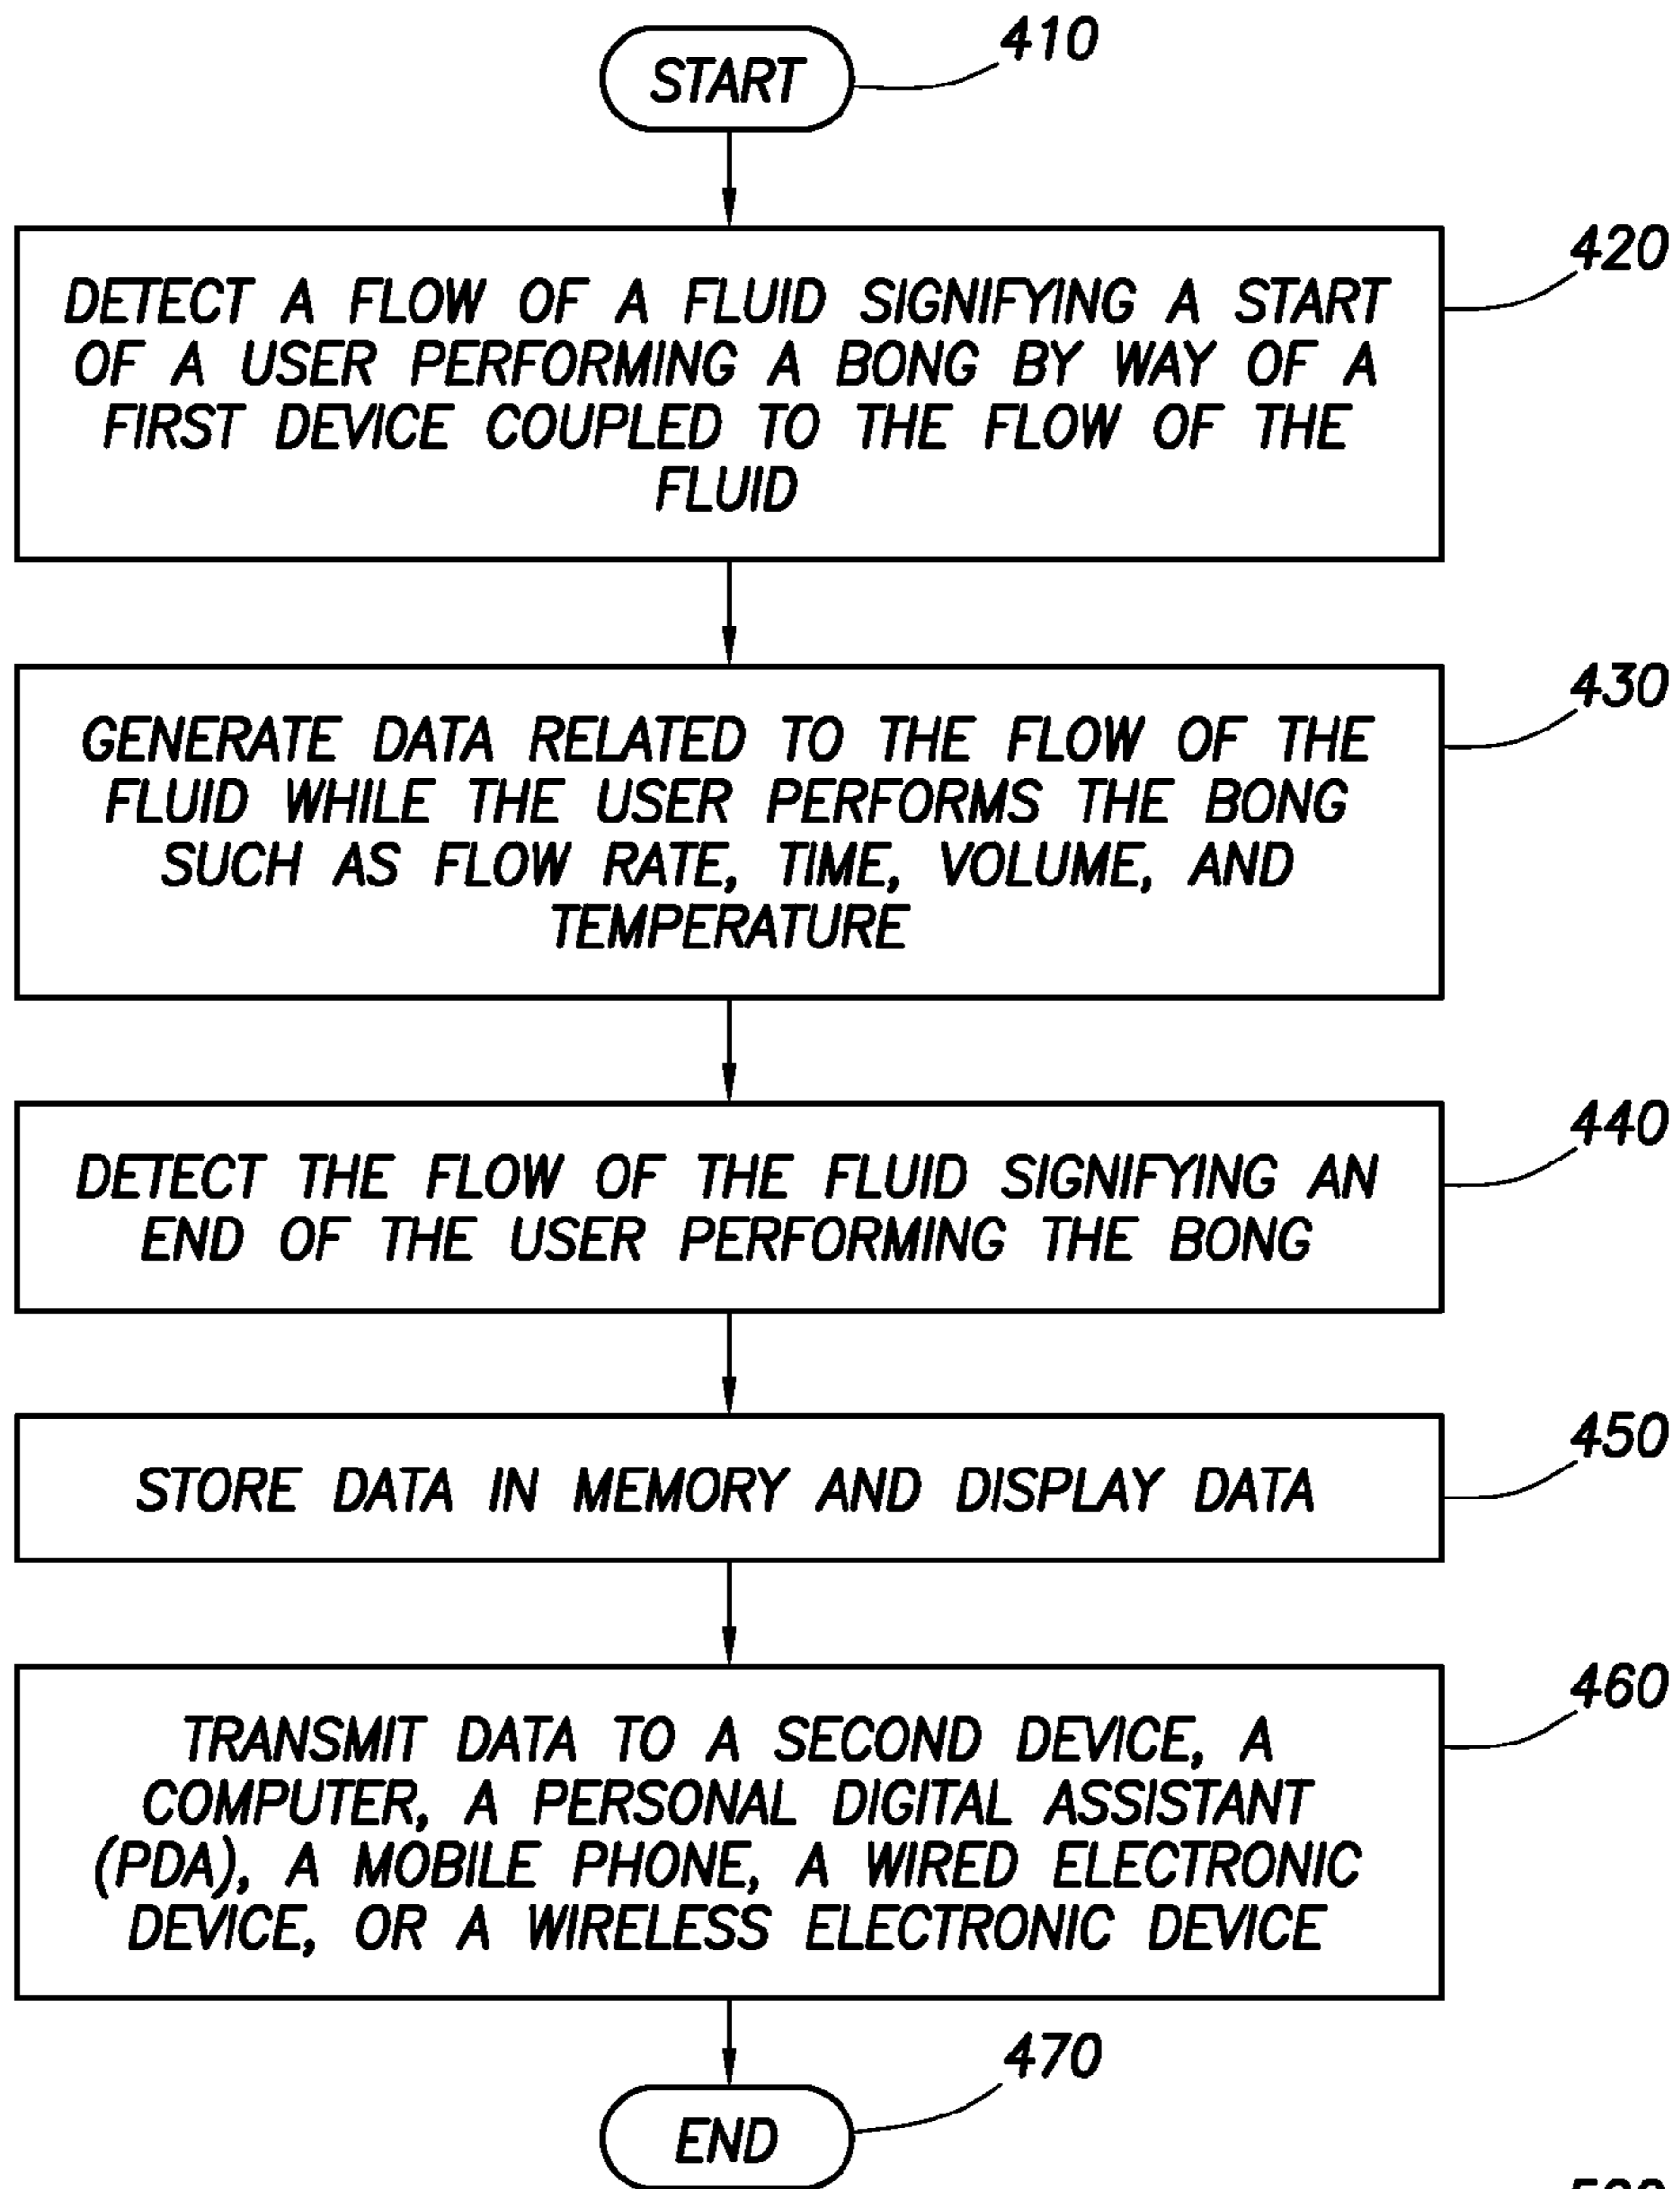 410
START
420
DETECT A FLOW OF A FLUID SIGNIFYING A START
OF A USER PERFORMING A BONG BY WAY OF A
FIRST DEVICE COUPLED TO THE FLOW OF THE
FLUID
430
GENERATE DATA RELATED TO THE FLOW OF THE
FLUID WHILE THE USER PERFORMS THE BONG
SUCH AS FLOW RATE, TIME, VOLUME, AND
TEMPERATURE
440
DETECT THE FLOW OF THE FLUID SIGNIFYING AN
END OF THE USER PERFORMING THE BONG
450
STORE DATA IN MEMORY AND DISPLAY DATA
460
TRANSMIT DATA TO A SECOND DEVICE, A
COMPUTER, A PERSONAL DIGITAL ASSISTANT
(PDA), A MOBILE PHONE, A WIRED ELECTRONIC
DEVICE, OR A WIRELESS ELECTRONIC DEVICE
470
END